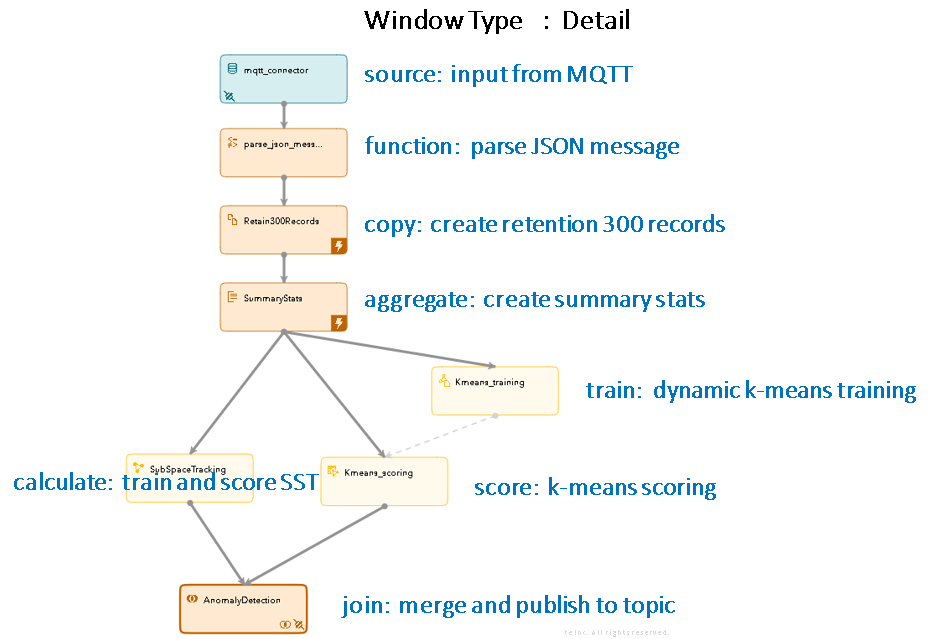 Window Type : Detail
mqtt_connector
source: input from MQTT
parse_json_mess...
function: parse JSON message
Retain300Records
copy: create retention 300 records
SummaryStats
aggregate: create summary stats
Kmeans_training
train: dynamic k-means training
SubSpaceTracking
calculate: train and score SST
Kmeans_scoring
score: k-means scoring
AnomalyDetection
join: merge and publish to topic
All rights reserved.